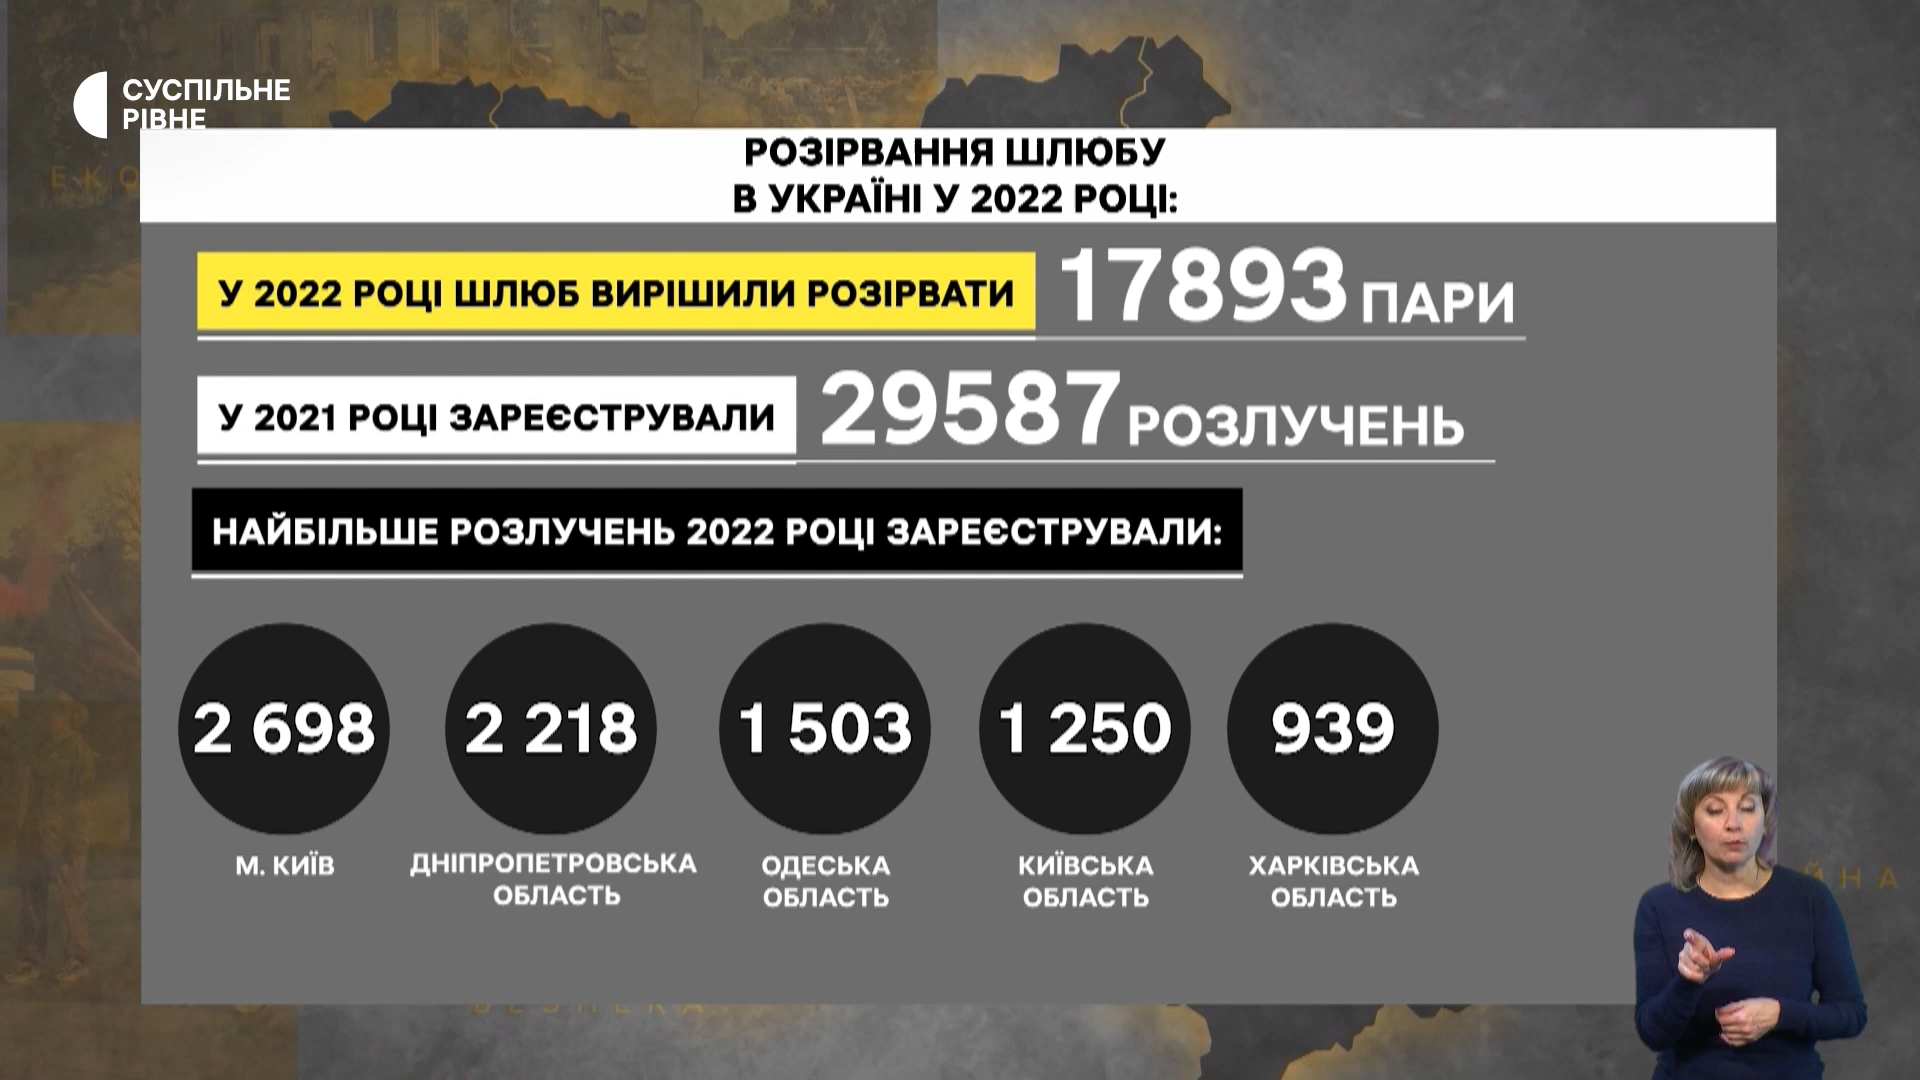 СУСПІЛЬНЕ
РІВНЕ
ЕКО
РОЗІРВАННЯ ШЛЮБУ
В УКРАЇНІ У 2022 РОЦІ:
У 2022 РОЦІ ШЛЮБ ВИРІШИЛИ РОЗІРВАТИ 17893 ПАРИ
У 2021 РОЦІ ЗАРЕЄСТРУВАЛИ 29587 РОЗЛУЧЕНЬ
НАЙБІЛЬШЕ РОЗЛУЧЕНЬ 2022 РОЦІ ЗАРЕЄСТРУВАЛИ:
2 698 2 218 1 503 1 250 939
М. КИЇВ ДНІПРОПЕТРОВСЬКА ОДЕСЬКА КИЇВСЬКА ХАРКІВСЬКА
ОБЛАСТЬ ОБЛАСТЬ ОБЛАСТЬ ОБЛАСТЬ